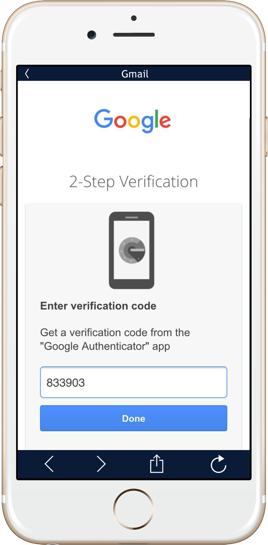 Gmail
Google
2-Step Verification
Enter verification code
Get a verification code from the
"Google Authenticator" app
833903
Done